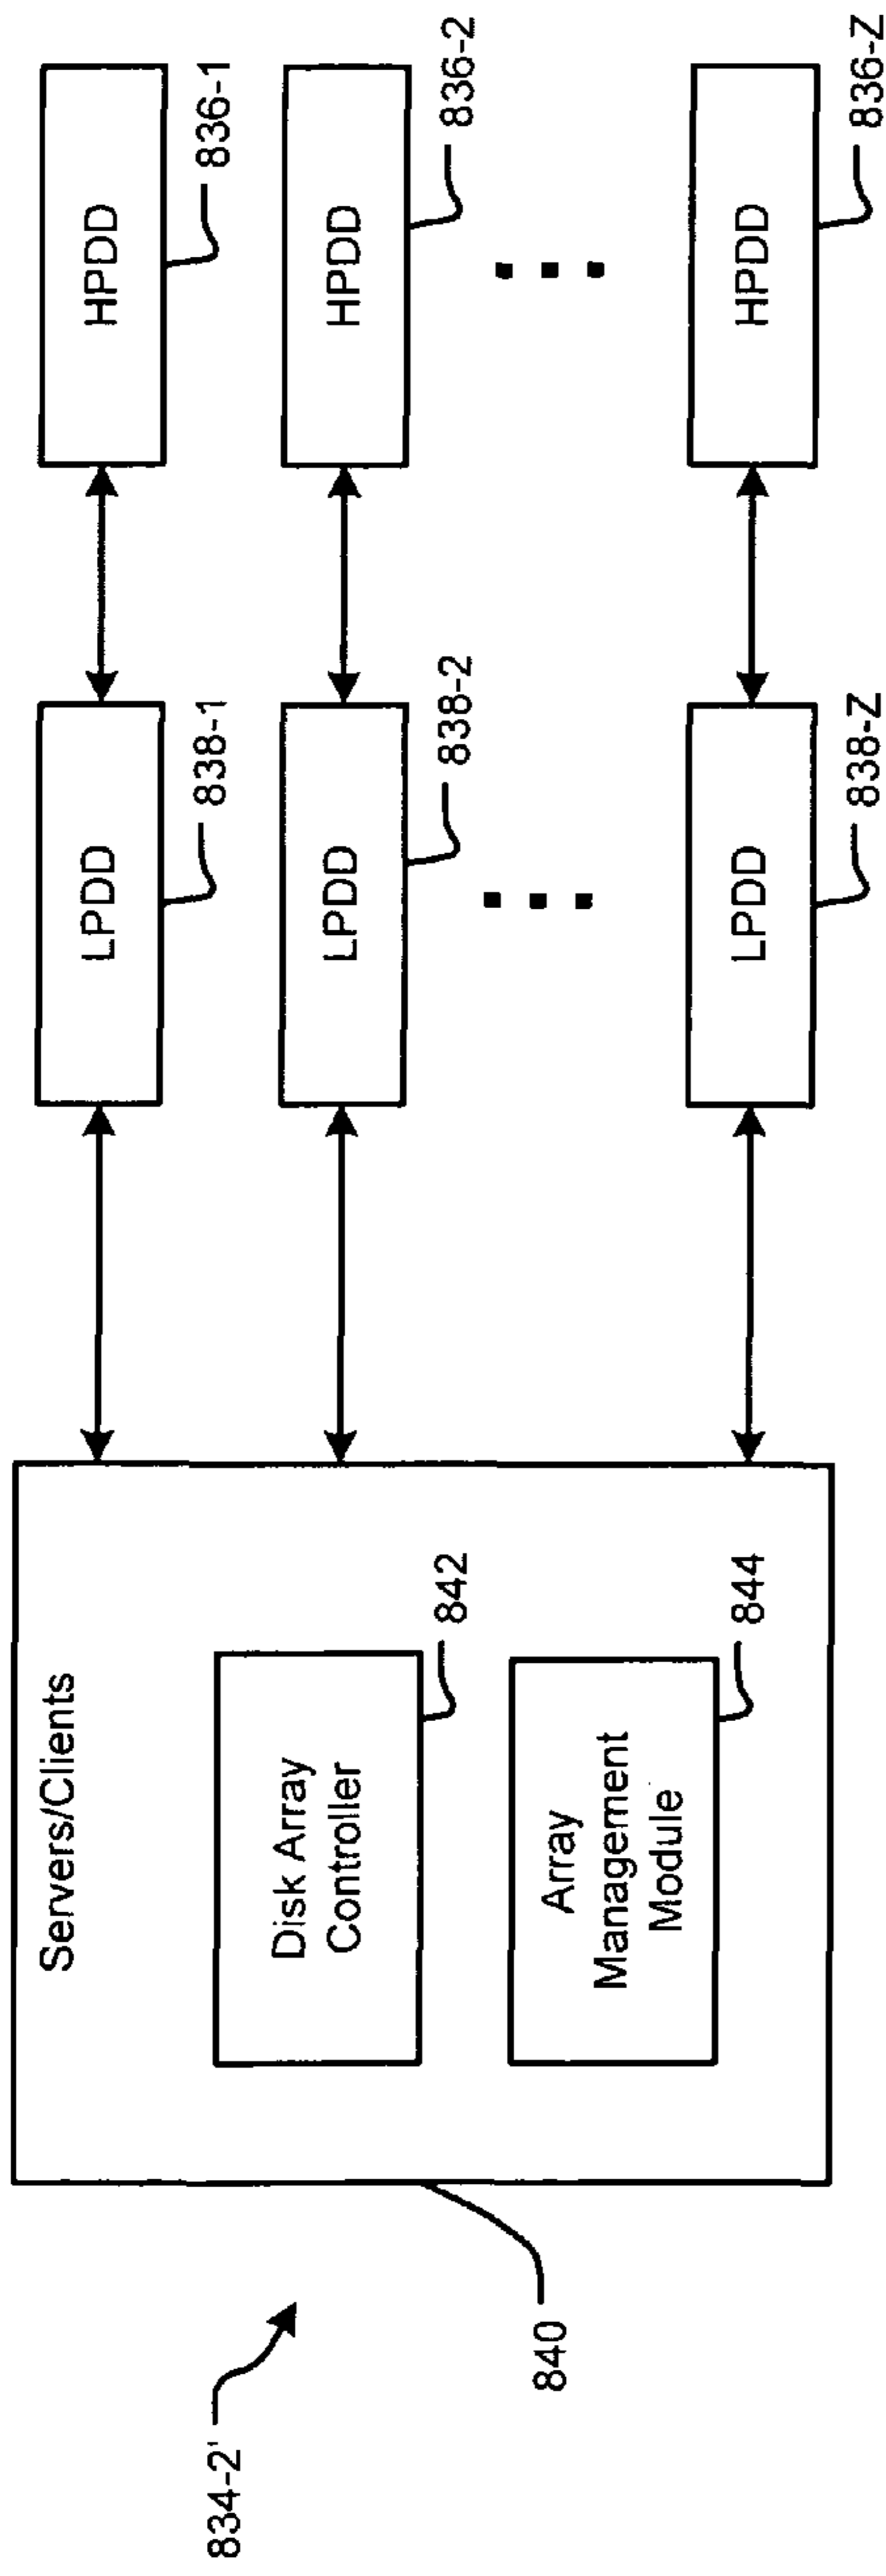 834-2'
840
Servers/Clients
Disk Array
Controller
842
Array
Management
Module
844
LPDD
838-1
HPDD
836-1
LPDD
838-2
HPDD
836-2
LPDD
838-Z
HPDD
836-Z